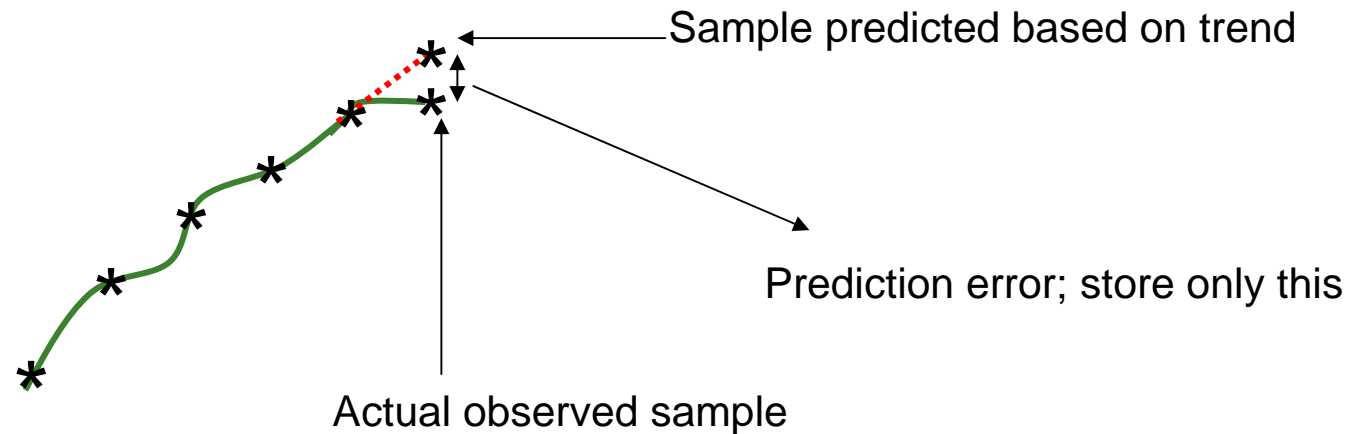 Sample predicted based on trend
Prediction error; store only this
Actual observed sample